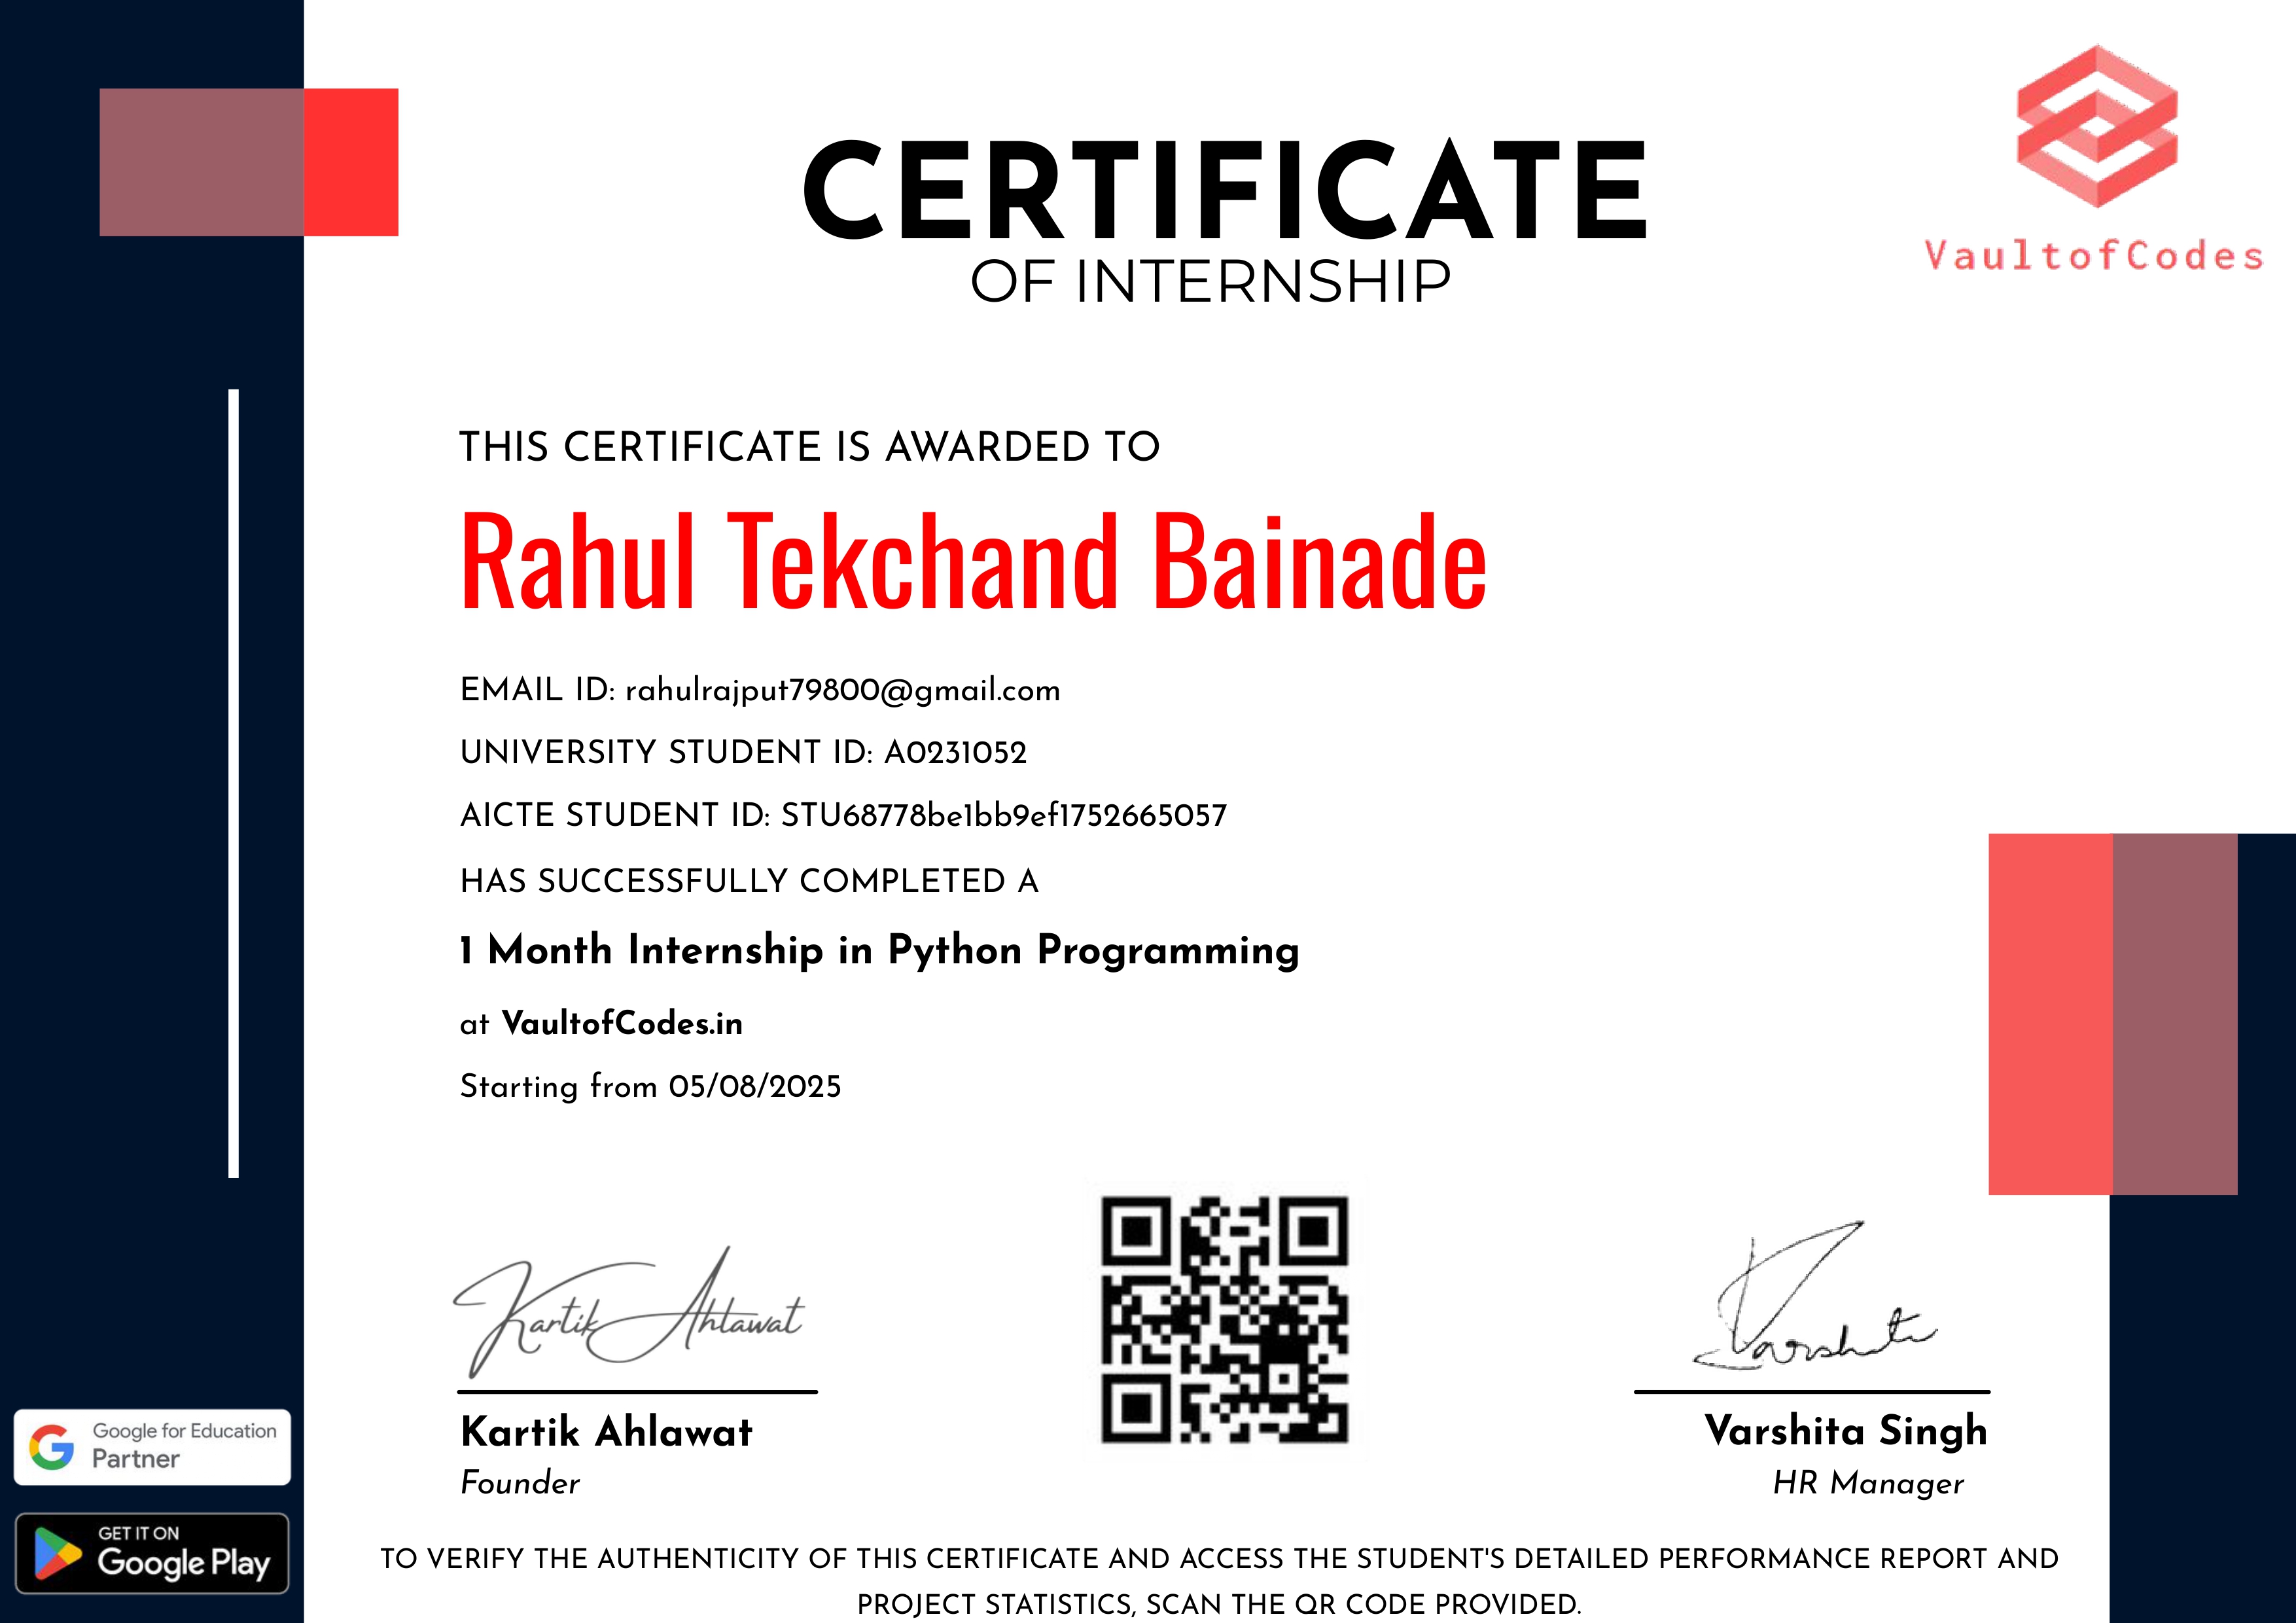 CERTIFICATE
OF INTERNSHIP
VaultofCodes
THIS CERTIFICATE IS AWARDED TO
Rahul Tekchand Bainade
EMAIL ID: rahulrajput79800@gmail.com
UNIVERSITY STUDENT ID: A0231052
AICTE STUDENT ID: STU68778be1bb9ef1752665057
HAS SUCCESSFULLY COMPLETED A
1 Month Internship in Python Programming
at VaultofCodes.in
Starting from 05/08/2025
Kartik Ahlawat
Varshita
Kartik Ahlawat
Founder
Varshita Singh
HR Manager
Google for Education
Partner
GET IT ON
Google Play
TO VERIFY THE AUTHENTICITY OF THIS CERTIFICATE AND ACCESS THE STUDENT'S DETAILED PERFORMANCE REPORT AND
PROJECT STATISTICS, SCAN THE QR CODE PROVIDED.